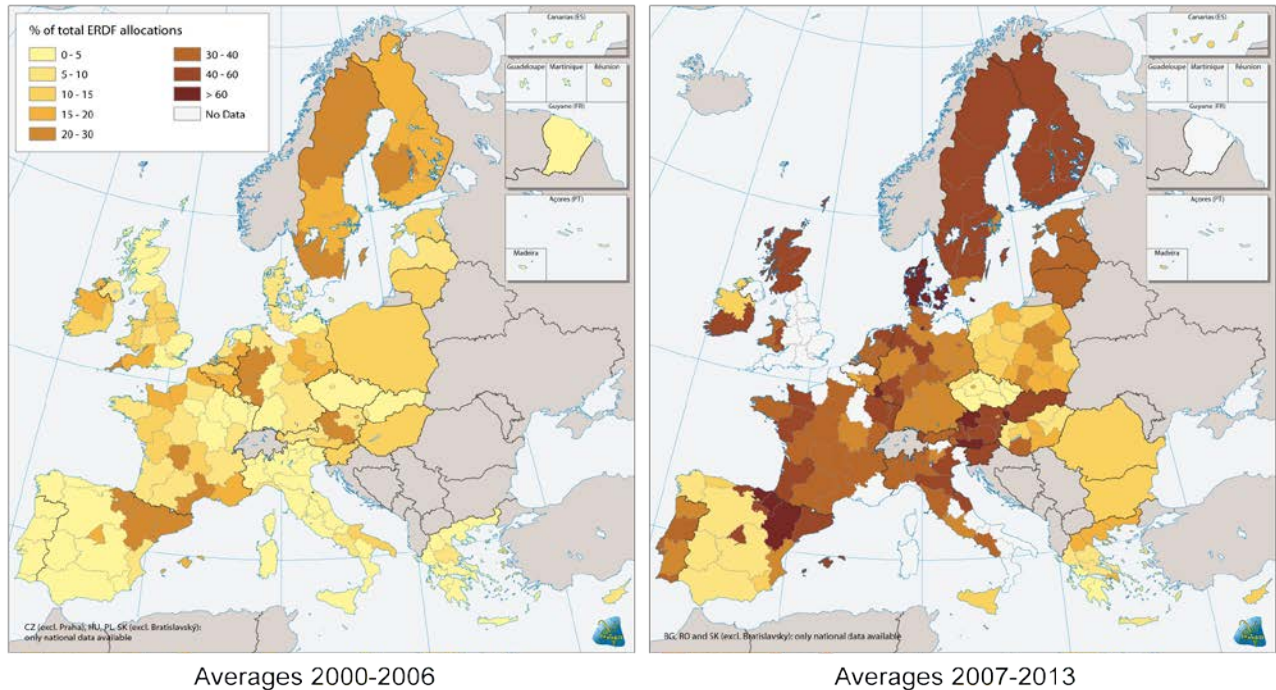 % of total ERDF allocations
0 - 5
5 - 10
10 - 15
15 - 20
20 - 30
30 - 40
40 - 60
> 60
No Data
Canarias (ES)
Guadeloupe
Martinique
Réunion
Guyane (FR)
Açores (PT)
Madeira
CZ (excl. Praha), HU, PL, SK (excl. Bratislavský):
only national data available
Averages 2000-2006
Canarias (ES)
Guadeloupe
Martinique
Réunion
Guyane (FR)
Açores (PT)
Madeira
BG, RO and SK (excl. Bratislavsky): only national data available
Averages 2007-2013